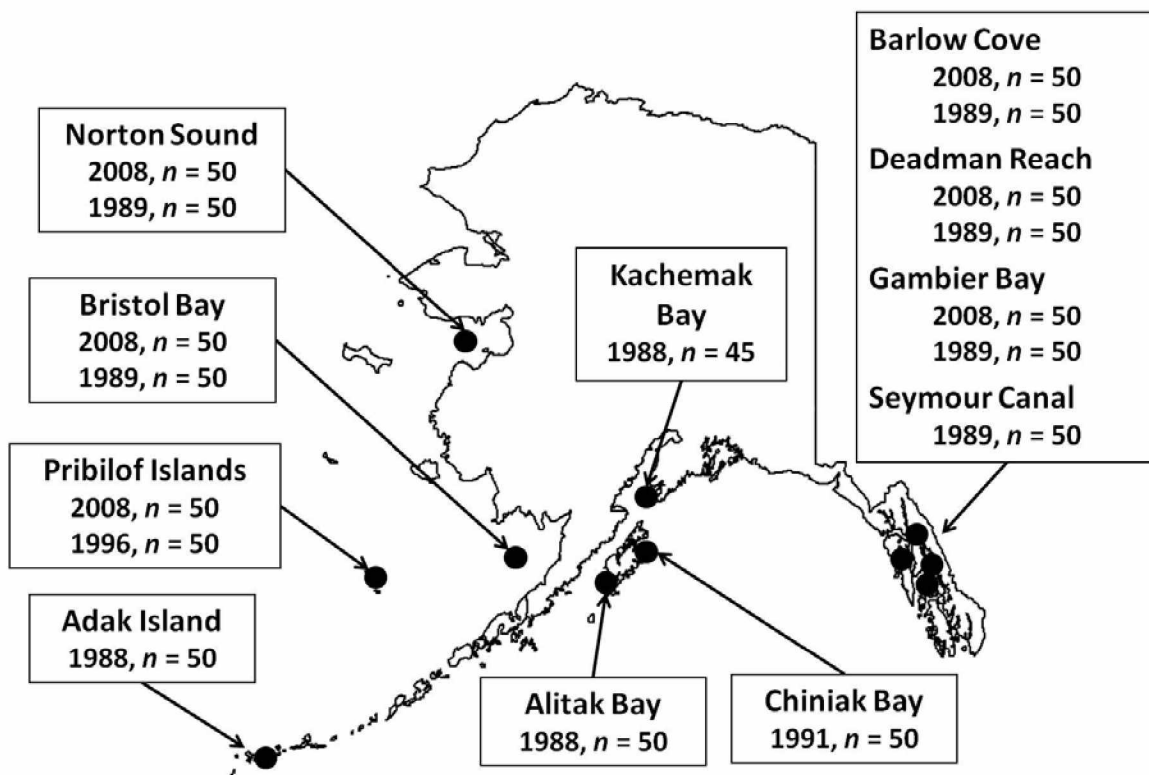 Norton Sound
2008, n = 50
1989, n = 50
Bristol Bay
2008, n = 50
1989, n = 50
Pribilof Islands
2008, n = 50
1996, n = 50
Adak Island
1988, n = 50
Kachemak
Bay
1988, n = 45
Alitak Bay
1988, n = 50
Chiniak Bay
1991, n = 50
Barlow Cove
2008, n = 50
1989, n = 50
Deadman Reach
2008, n = 50
1989, n = 50
Gambier Bay
2008, n = 50
1989, n = 50
Seymour Canal
1989, n = 50